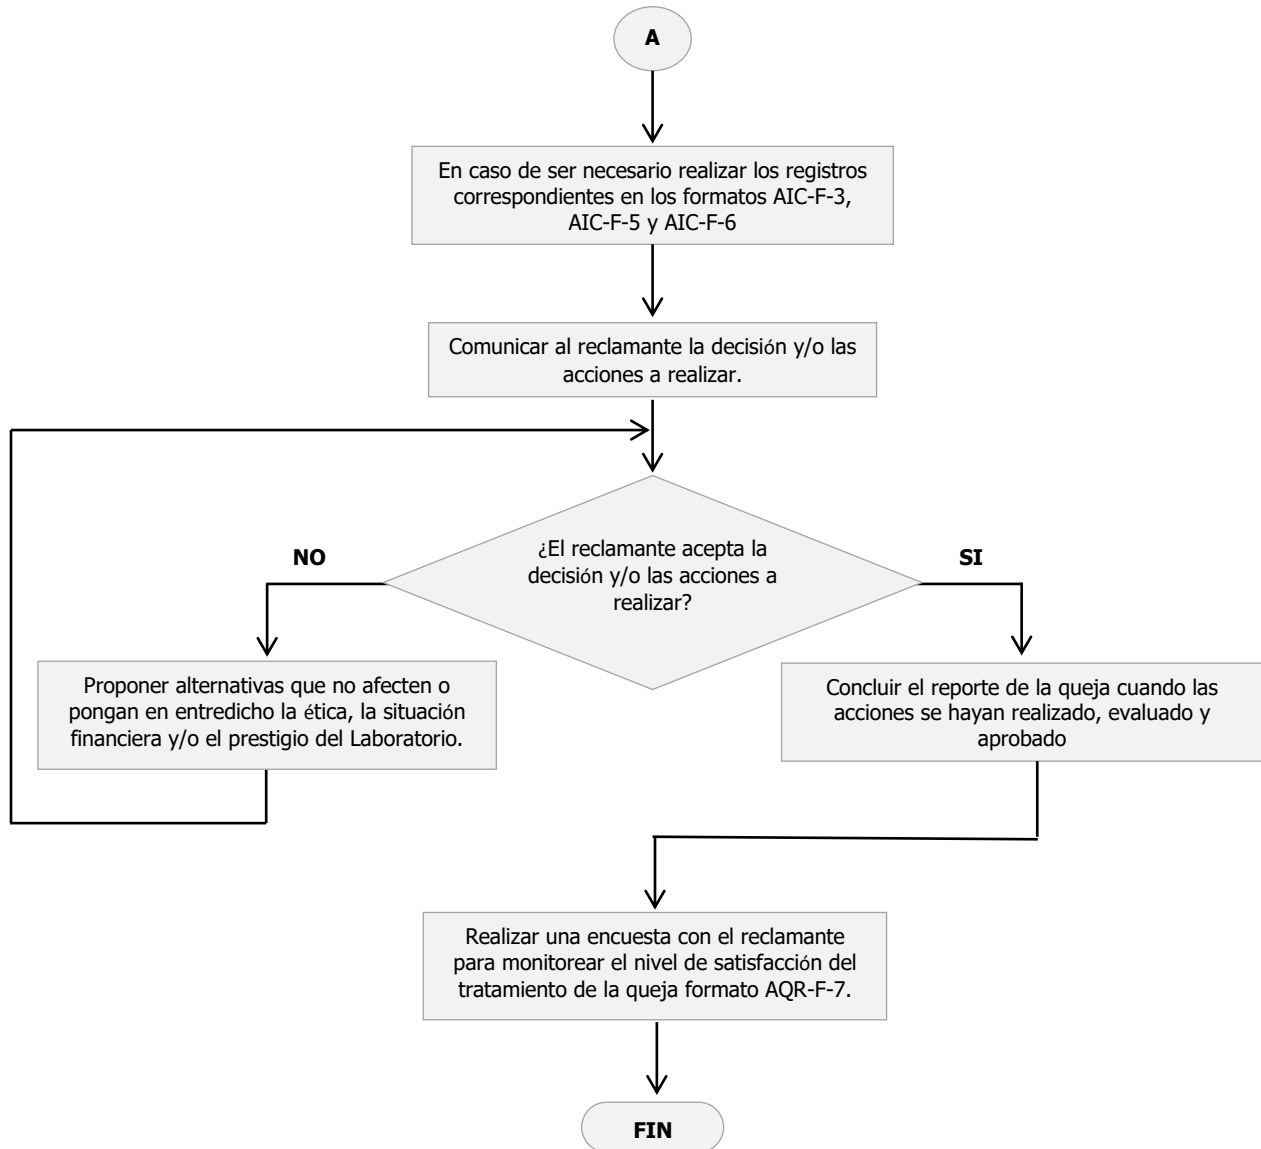 A
En caso de ser necesario realizar los registros
correspondientes en los formatos AIC-F-3,
AIC-F-5 y AIC-F-6
Comunicar al reclamante la decisión y/o las
acciones a realizar.
¿El reclamante acepta la
decisión y/o las acciones a
realizar?
NO
SI
Proponer alternativas que no afecten o
pongan en entredicho la ética, la situación
financiera y/o el prestigio del Laboratorio.
Concluir el reporte de la queja cuando las
acciones se hayan realizado, evaluado y
aprobado
Realizar una encuesta con el reclamante
para monitorear el nivel de satisfacción del
tratamiento de la queja formato AQR-F-7.
FIN